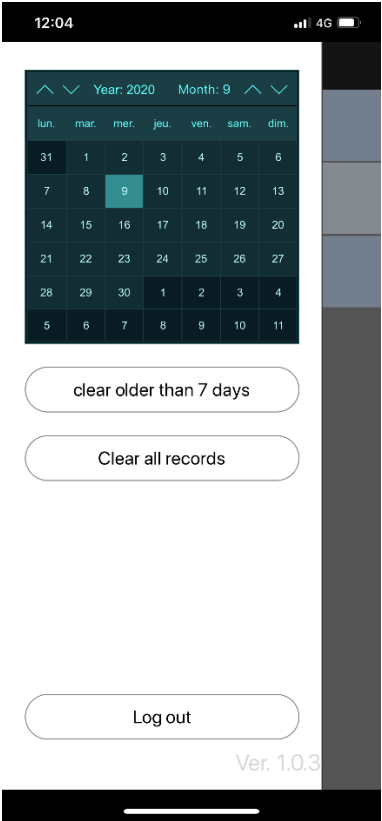 12:04 4G
Year: 2020 Month: 9
lun. mar. mer. jeu. ven. sam. dim.
31 1 2 3 4 5 6
7 8 9 10 11 12 13
14 15 16 17 18 19 20
21 22 23 24 25 26 27
28 29 30 1 2 3 4
5 6 7 8 9 10 11
clear older than 7 days
Clear all records
Log out
Ver. 1.0.3